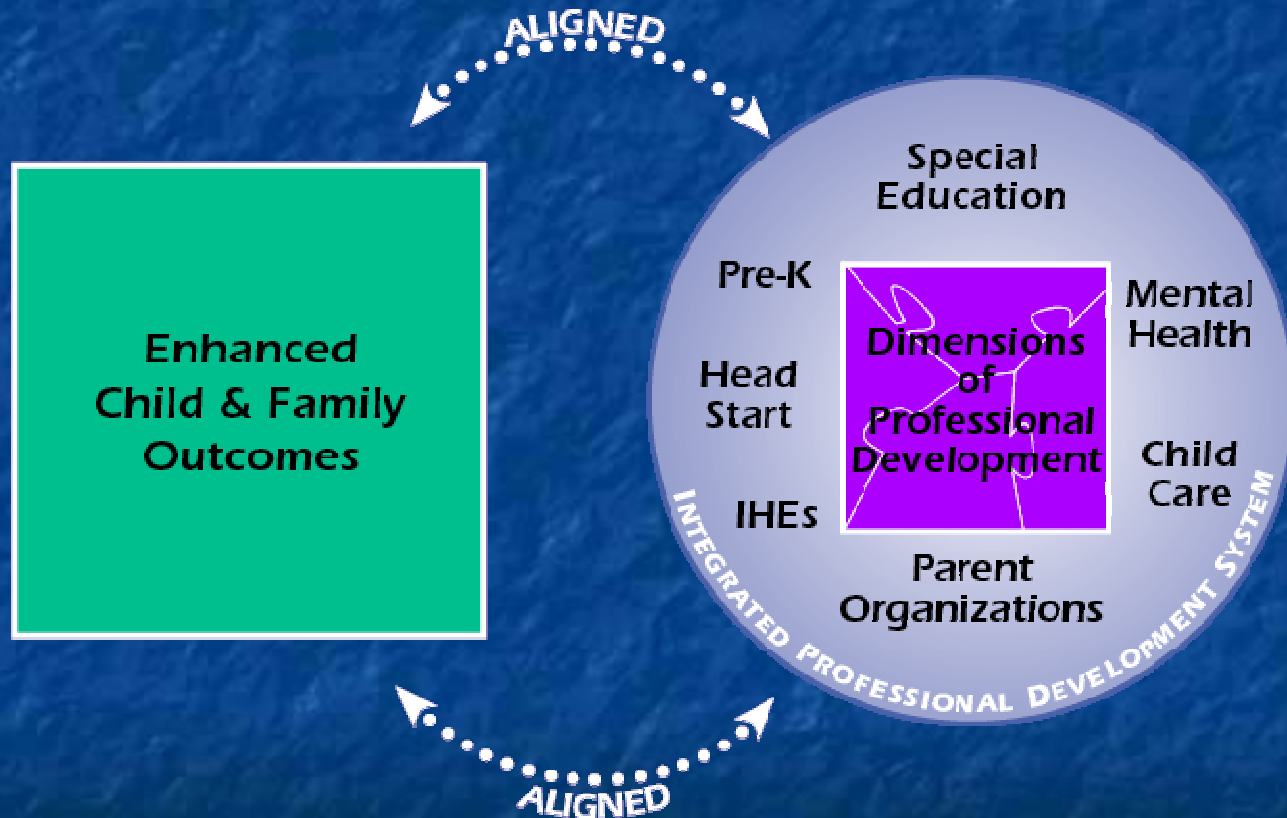 ALIGNED
Enhanced
Child & Family
Outcomes
Special
Education
Pre-K
Mental
Health
Head
Start
Dimensions
of
Professional
Development
Child
Care
IHEs
Parent
Organizations
INTEGRATED PROFESSIONAL DEVELOPMENT SYSTEM
ALIGNED